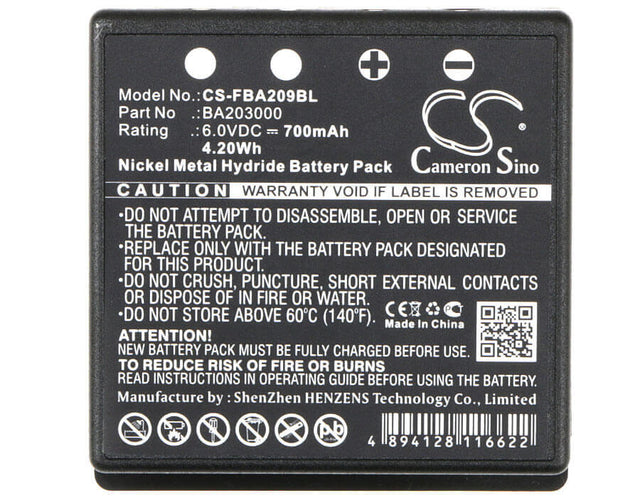 Model No.: CS-FBA209BL
Part No : BA203000
Rating : 6.0VDC 700mAh
4.20Wh
Nickel Metal Hydride Battery Pack
CS
Cameron Sino
CAUTION WARRANTY VOID IF LABEL IS REMOVED
•DO NOT ATTEMPT TO DISASSEMBLE, OPEN OR SERVICE
THE BATTERY PACK.
•REPLACE ONLY WITH THE BATTERY PACK DESIGNATED
FOR THIS PRODUCT.
•DO NOT CRUSH, PUNCTURE, SHORT EXTERNAL CONTACTS
OR DISPOSE OF IN FIRE OR WATER.
•DO NOT STORE ABOVE 60°C (140°F).
CE FC
Made in China
ATTENTION!
NEW BATTERY PACK MUST BE FULLY CHARGED BEFORE USE.
TO REDUCE RISK OF FIRE OR BURNS
READ INSTRUCTIONS AND GUIDE BEFORE USING THE BATTERY.
Manufacture by : ShenZhen HENZENS Technology Co., Limited
4 894128 116622